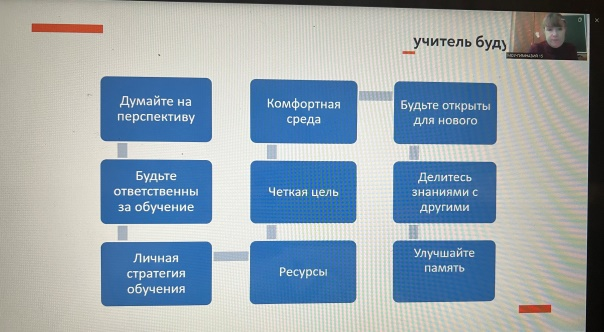 учитель буду
Думайте на
перспективу
Будьте
ответственны
за обучение
Личная
стратегия
обучения
Ресурсы
Четкая цель
Комфортная
среда
Будьте открыты
для нового
Делитесь
знаниями с
другими
Улучшайте
память